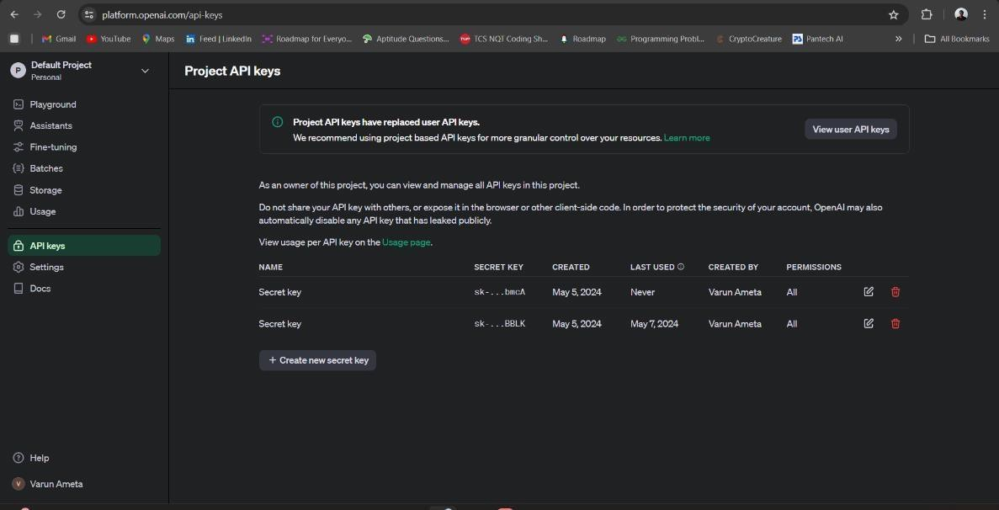 platform.openai.com/api-keys
Gmail YouTube Maps Feed | LinkedIn Roadmap for Everyo... Aptitude Questions... TCS NQT Coding Sh... Roadmap Programming Probl... CryptoCreature Pantech AI » All Bookmarks
P Default Project
Personal
Playground
Assistants
Fine-tuning
Batches
Storage
Usage
API keys
Settings
Docs
Help
V Varun Ameta
Project API keys
Project API keys have replaced user API keys.
We recommend using project based API keys for more granular control over your resources. Learn more
View user API keys
As an owner of this project, you can view and manage all API keys in this project.
Do not share your API key with others, or expose it in the browser or other client-side code. In order to protect the security of your account, OpenAI may also
automatically disable any API key that has leaked publicly.
View usage per API key on the Usage page.
NAME SECRET KEY CREATED LAST USED CREATED BY PERMISSIONS
Secret key sk-...bmcA May 5, 2024 Never Varun Ameta All
Secret key sk-...BBLK May 5, 2024 May 7, 2024 Varun Ameta All
+ Create new secret key